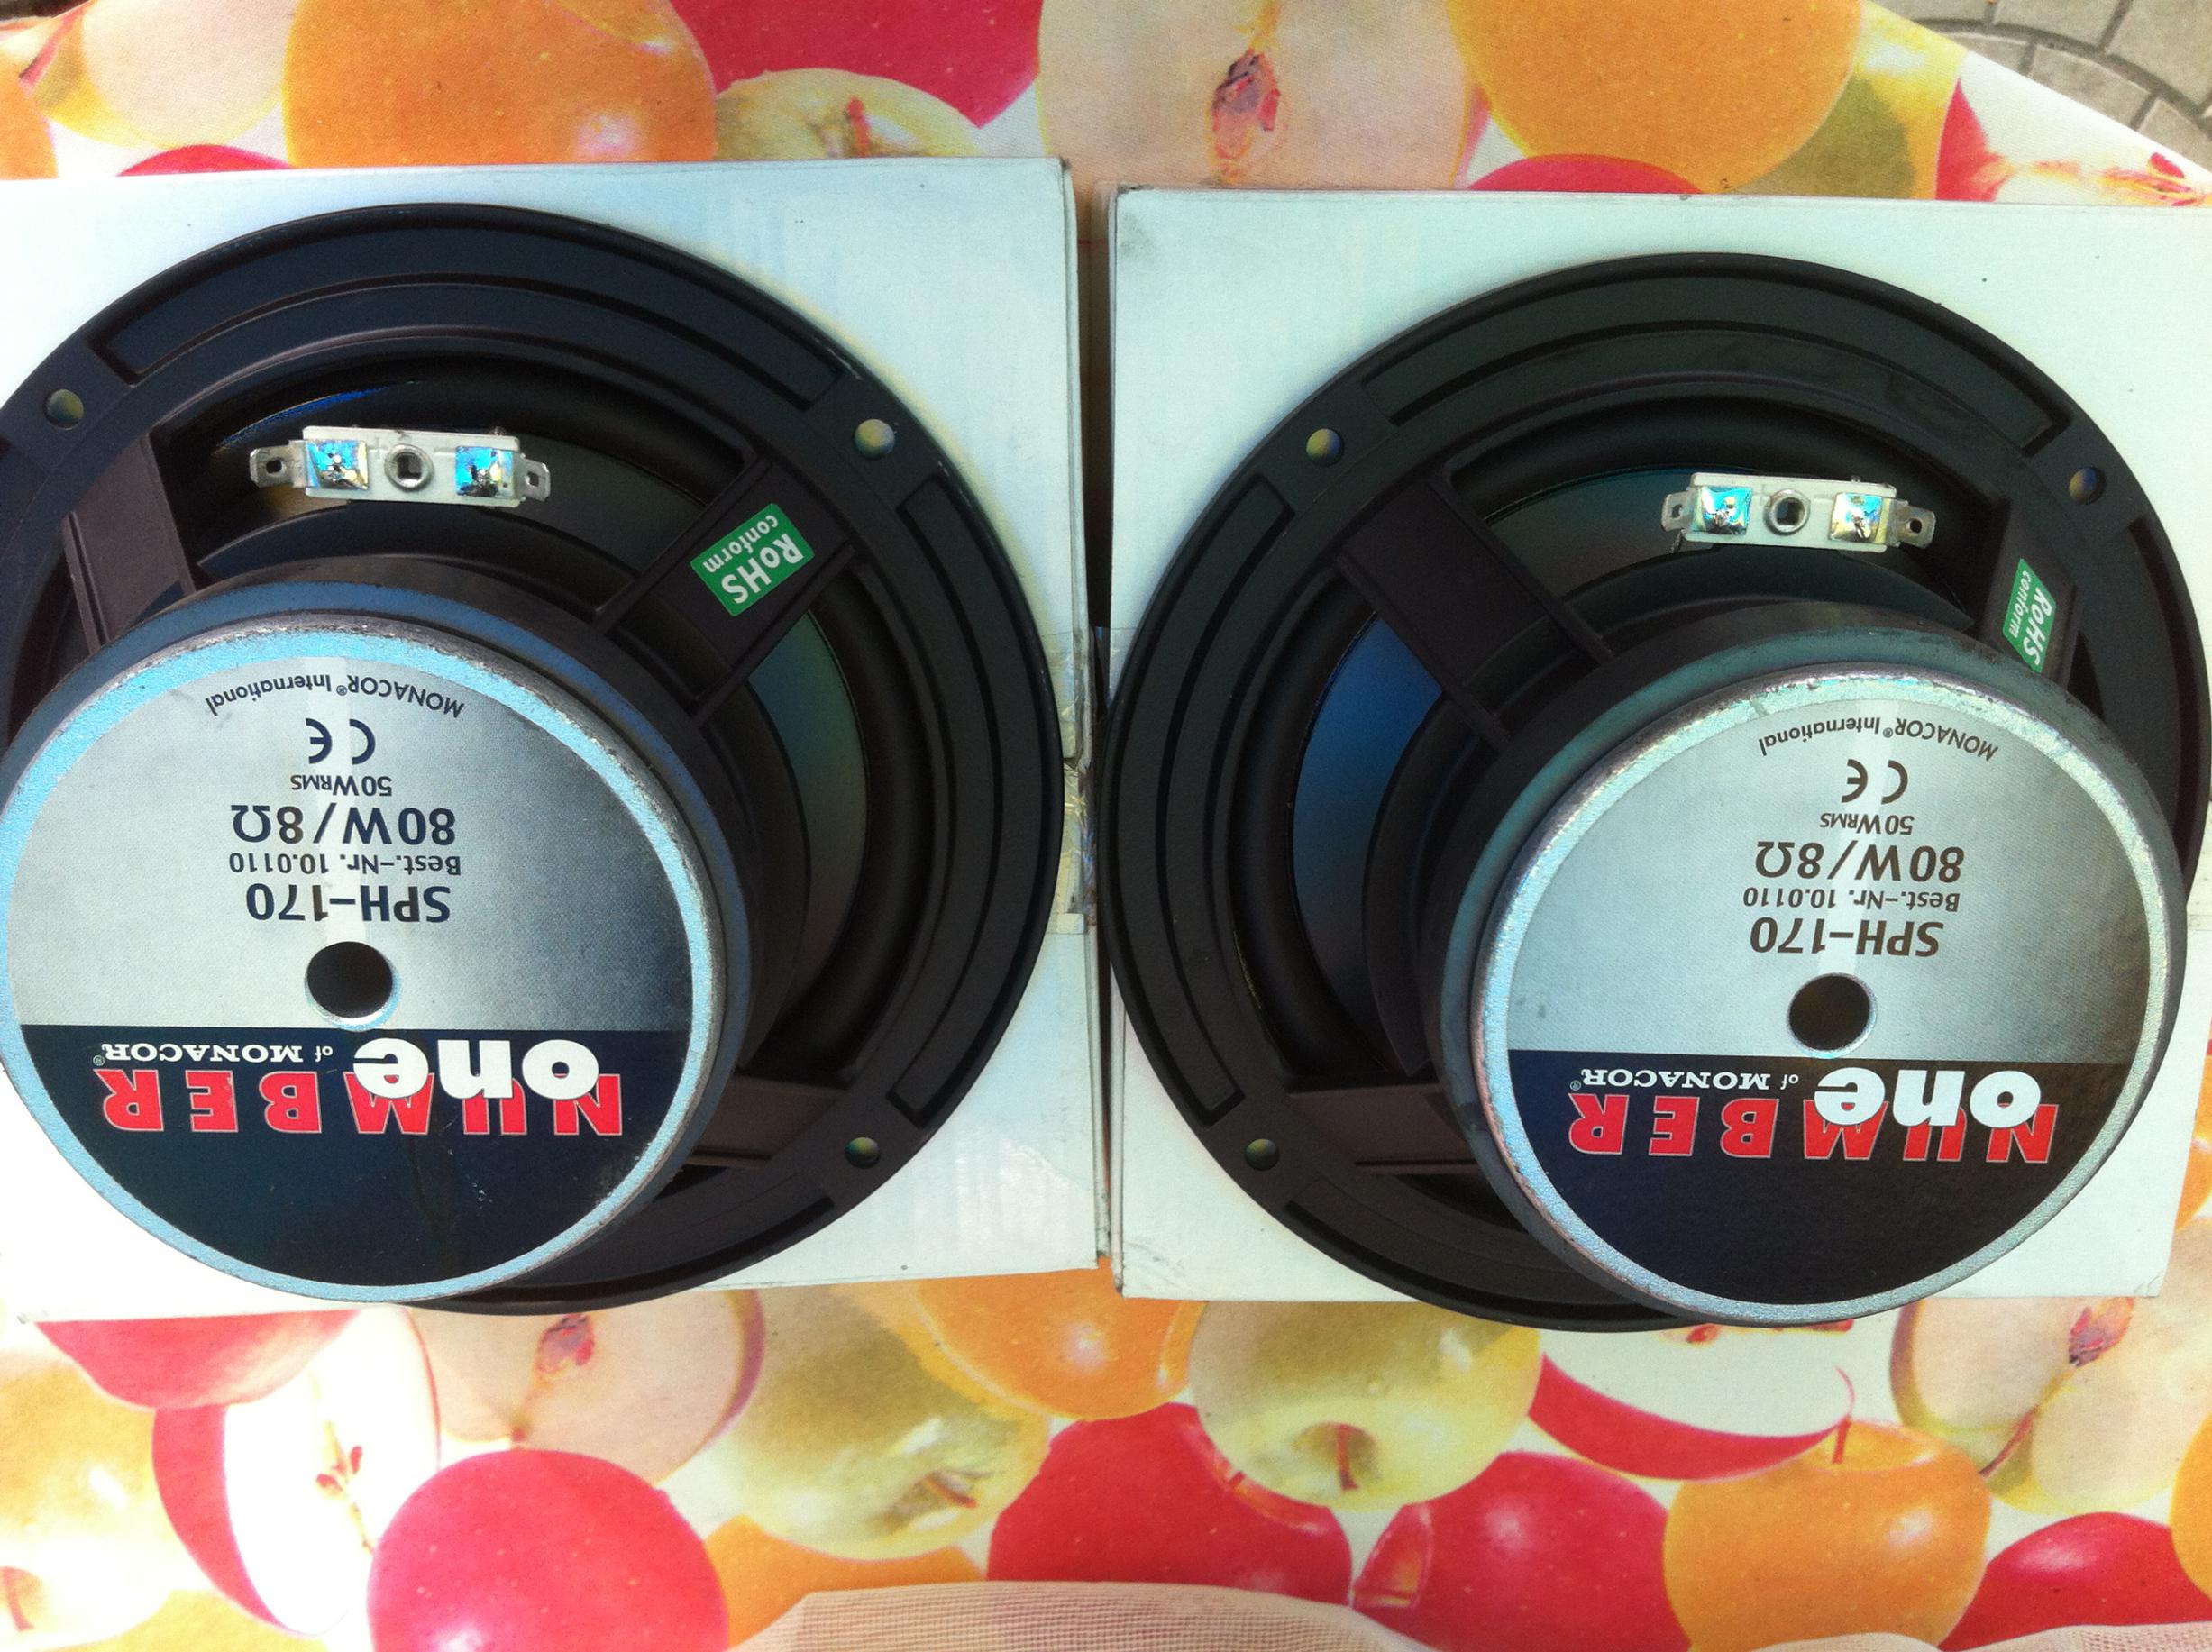 NUMBER
one of MONACOR®
SPH-170
Best.-Nr. 10.0110
80W/8Ω
50WRMS
CE
MONACOR® International
RoHS
conform
NUMBER
one of MONACOR®
SPH-170
Best.-Nr. 10.0110
80W/8Ω
50WRMS
CE
MONACOR® International
RoHS
conform